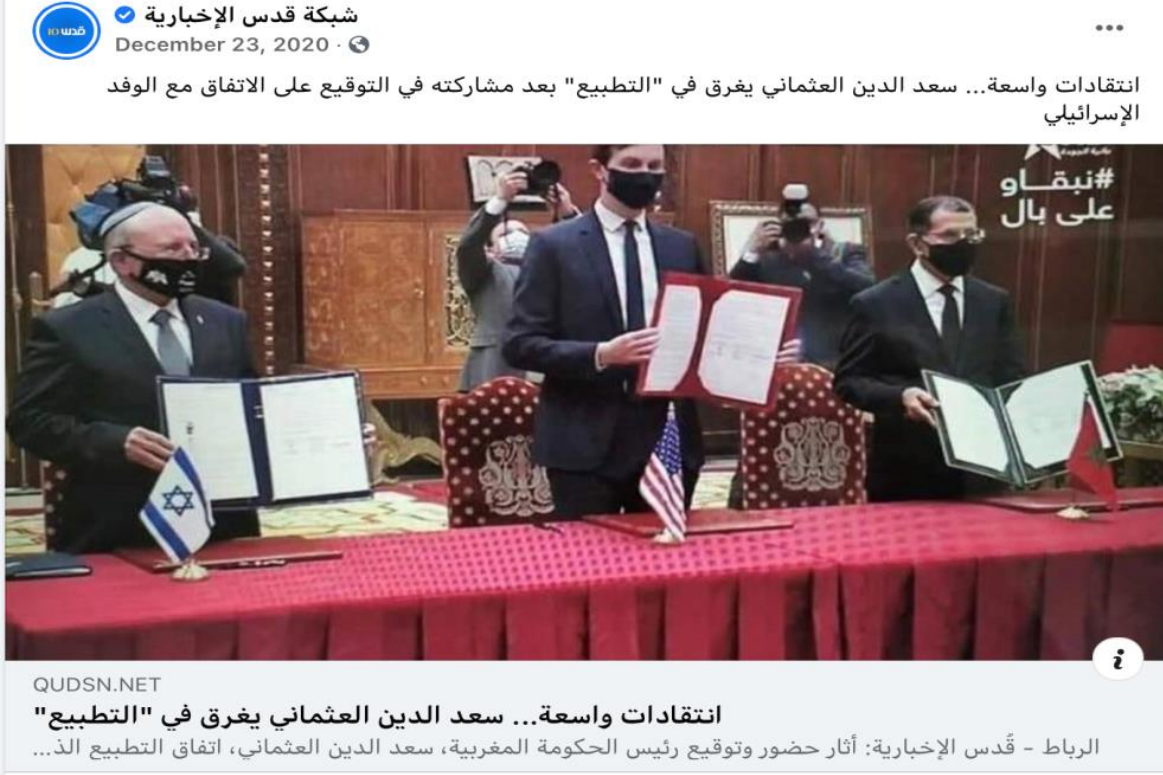 شبكة قدس الإخبارية
قدس
December 23, 2020 ·
انتقادات واسعة... سعد الدين العثماني يغرق في "التطبيع" بعد مشاركته في التوقيع على الاتفاق مع الوفد
الإسرائيلي
#نبقاو
على بال
QUDSN.NET
انتقادات واسعة... سعد الدين العثماني يغرق في "التطبيع"
الرباط - قُدس الإخبارية: أثار حضور وتوقيع رئيس الحكومة المغربية، سعد الدين العثماني، اتفاق التطبيع الذ...